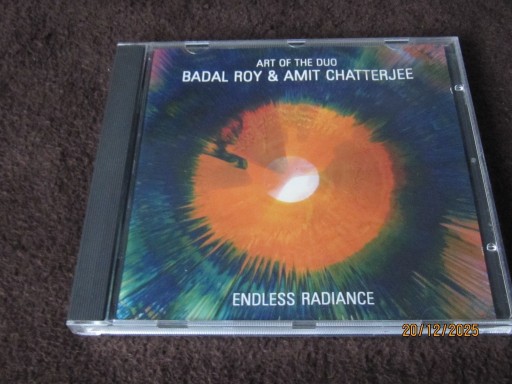 ART OF THE DUO
BADAL ROY & AMIT CHATTERJEE
ENDLESS RADIANCE
20/12/2025